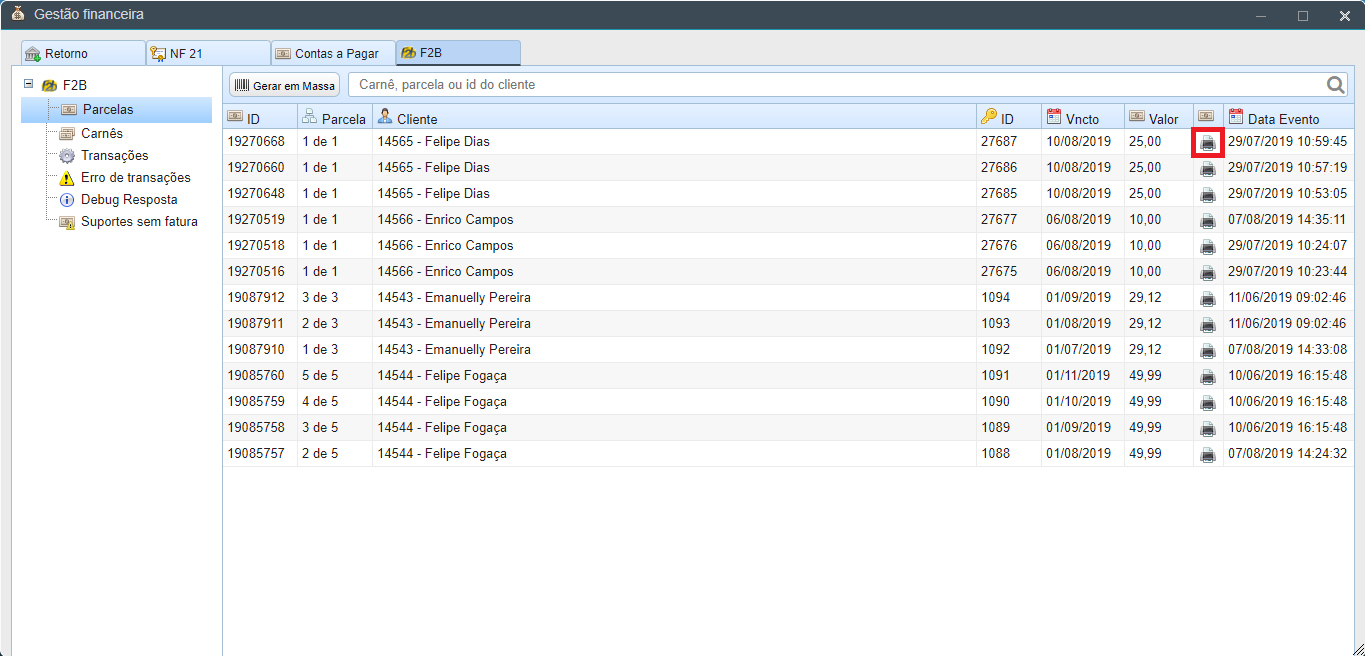 Gestão financeira
Retorno NF 21 Contas a Pagar F2B
F2B
Parcelas
Carnês
Transações
Erro de transações
Debug Resposta
Suportes sem fatura
Gerar em Massa Carnê, parcela ou id do cliente
ID Parcela Cliente ID Vncto Valor Data Evento
19270668 1 de 1 14565 - Felipe Dias 27687 10/08/2019 25,00 29/07/2019 10:59:45
19270660 1 de 1 14565 - Felipe Dias 27686 10/08/2019 25,00 29/07/2019 10:57:19
19270648 1 de 1 14565 - Felipe Dias 27685 10/08/2019 25,00 29/07/2019 10:53:05
19270519 1 de 1 14566 - Enrico Campos 27677 06/08/2019 10,00 07/08/2019 14:35:11
19270518 1 de 1 14566 - Enrico Campos 27676 06/08/2019 10,00 29/07/2019 10:24:07
19270516 1 de 1 14566 - Enrico Campos 27675 06/08/2019 10,00 29/07/2019 10:23:44
19087912 3 de 3 14543 - Emanuelly Pereira 1094 01/09/2019 29,12 11/06/2019 09:02:46
19087911 2 de 3 14543 - Emanuelly Pereira 1093 01/08/2019 29,12 11/06/2019 09:02:46
19087910 1 de 3 14543 - Emanuelly Pereira 1092 01/07/2019 29,12 07/08/2019 14:33:08
19085760 5 de 5 14544 - Felipe Fogaça 1091 01/11/2019 49,99 10/06/2019 16:15:48
19085759 4 de 5 14544 - Felipe Fogaça 1090 01/10/2019 49,99 10/06/2019 16:15:48
19085758 3 de 5 14544 - Felipe Fogaça 1089 01/09/2019 49,99 10/06/2019 16:15:48
19085757 2 de 5 14544 - Felipe Fogaça 1088 01/08/2019 49,99 07/08/2019 14:24:32